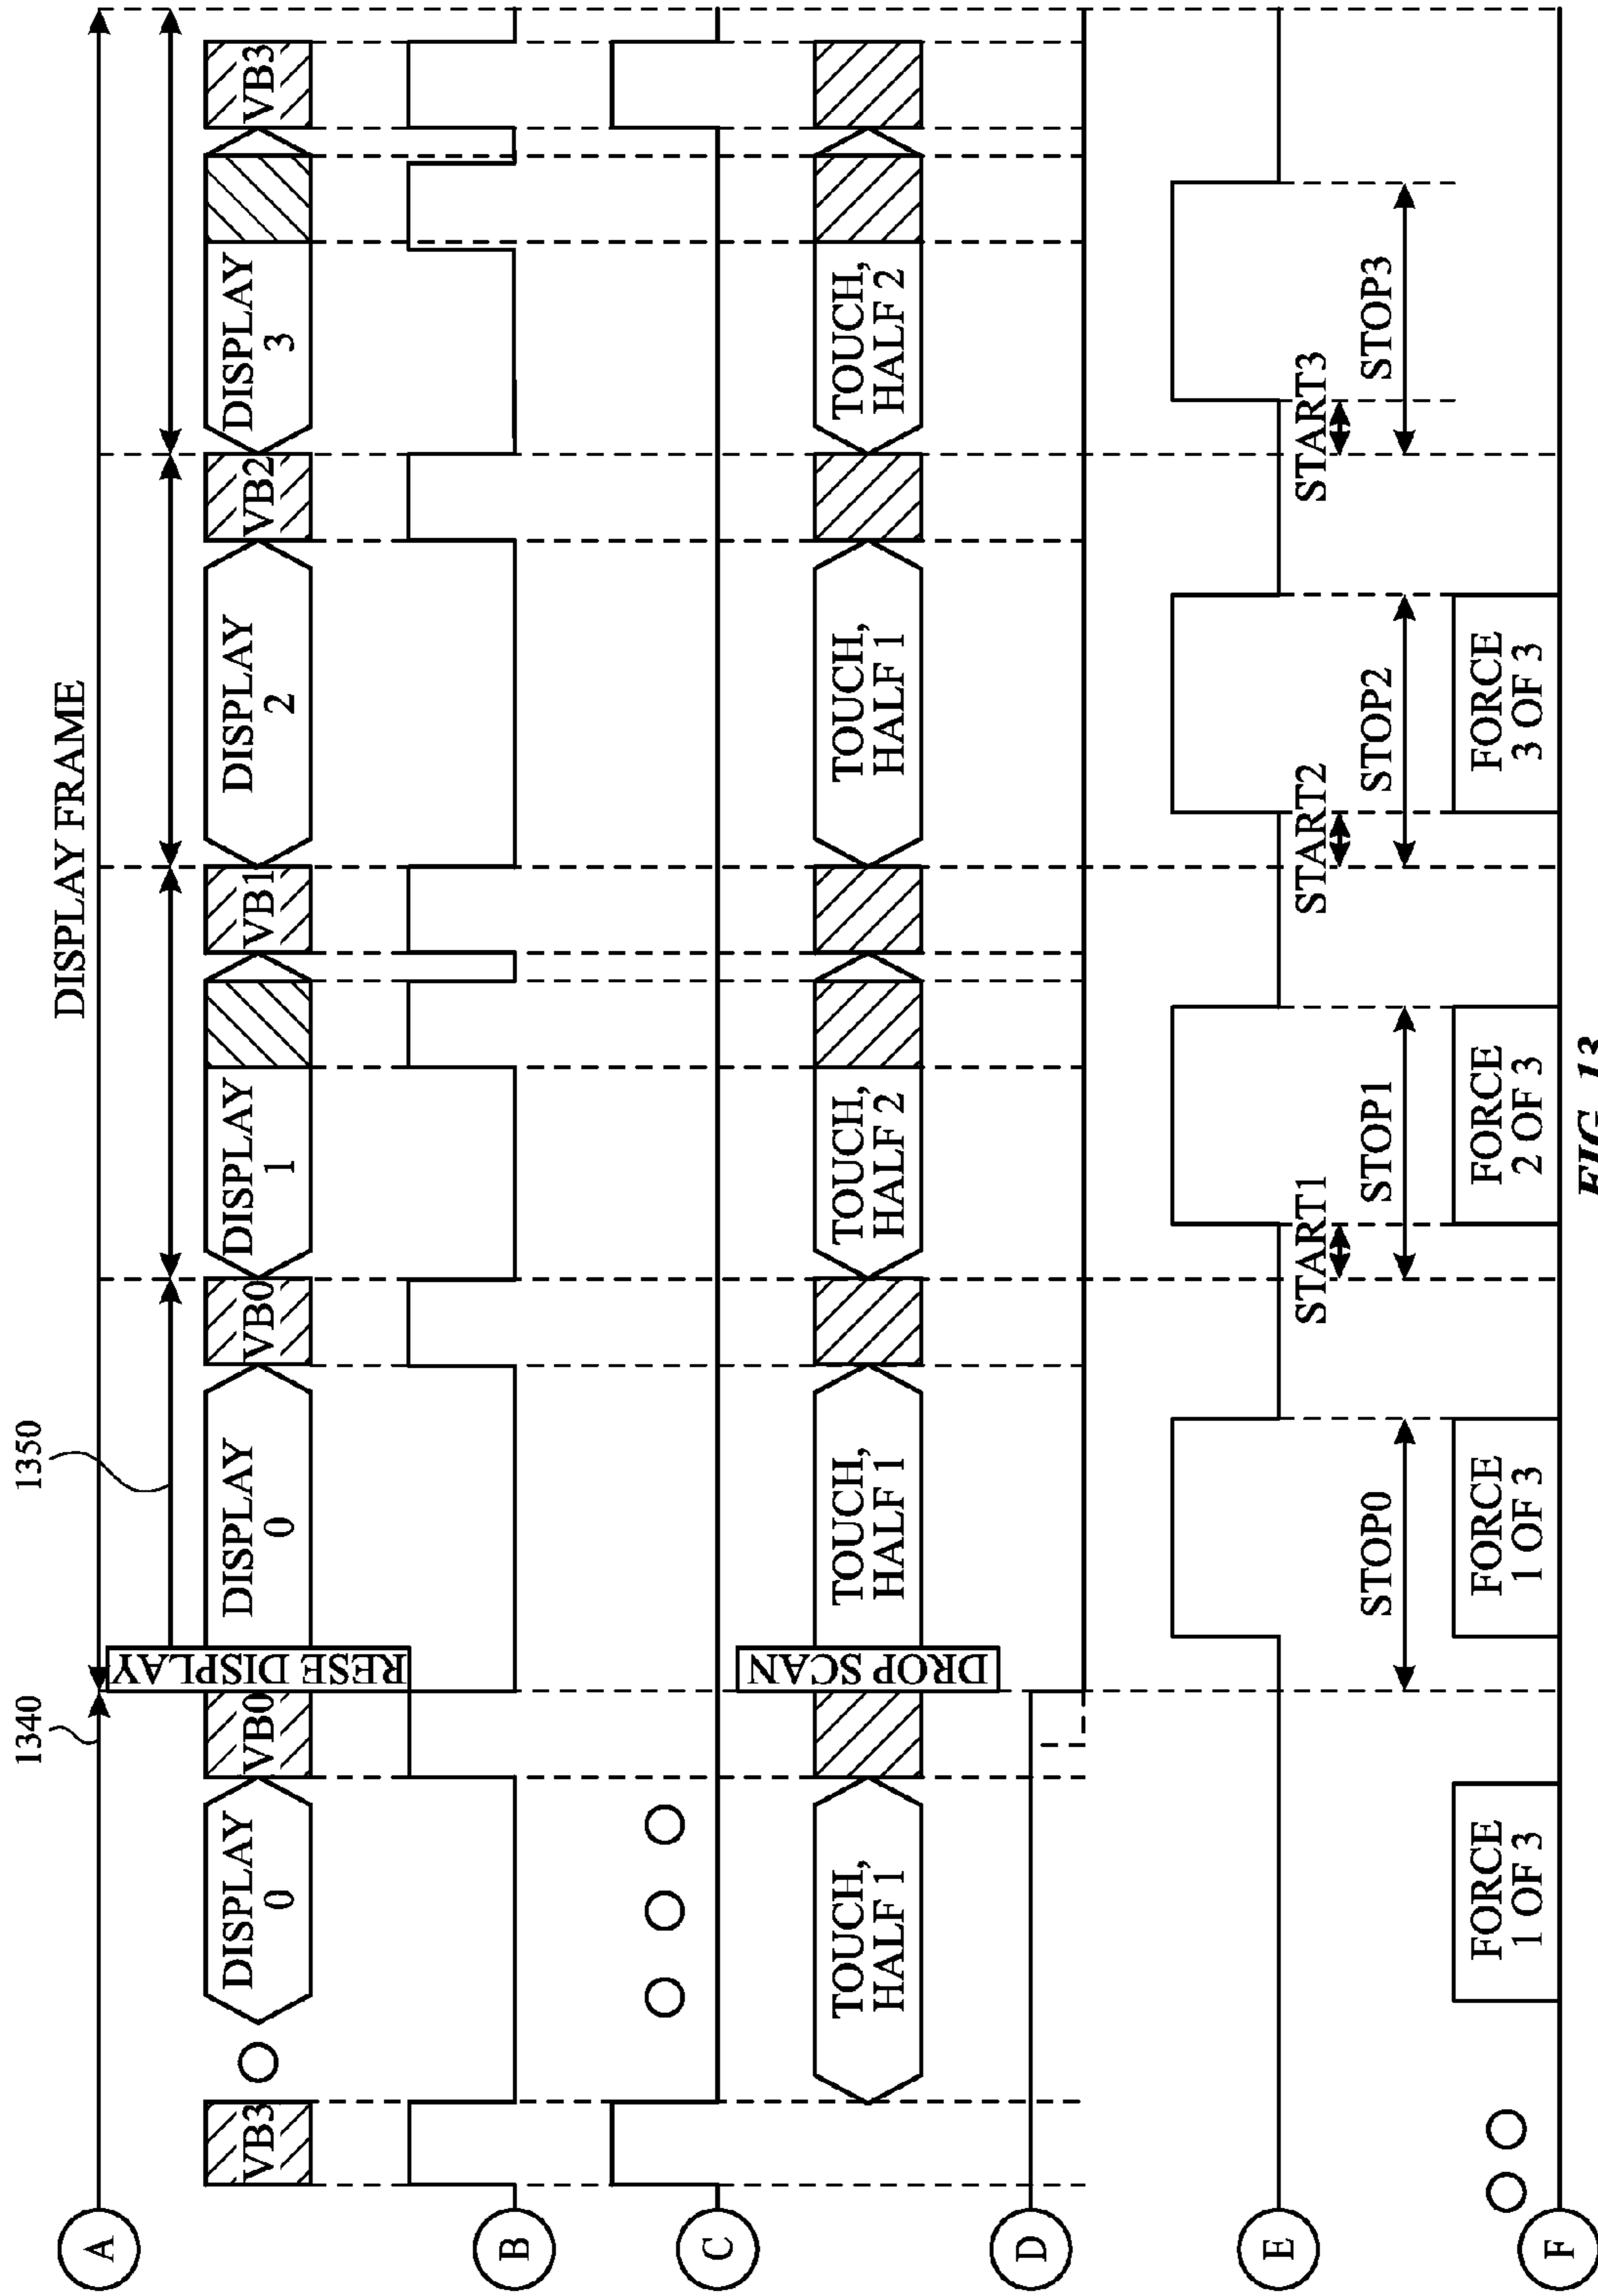 DISPLAY FRAME
1340
1350
A
VB3
DISPLAY
0
VB0
RESE DISPLAY
DISPLAY
0
VB0
DISPLAY
1
VB1
DISPLAY
2
VB2
DISPLAY
3
VB3
B
C
TOUCH,
HALF 1
DROP SCAN
TOUCH,
HALF 1
TOUCH,
HALF 2
TOUCH,
HALF 1
TOUCH,
HALF 2
D
E
START1
START2
START3
STOP0
STOP1
STOP2
STOP3
FORCE
1 OF 3
FORCE
1 OF 3
FORCE
2 OF 3
FORCE
3 OF 3
F
FIG. 13